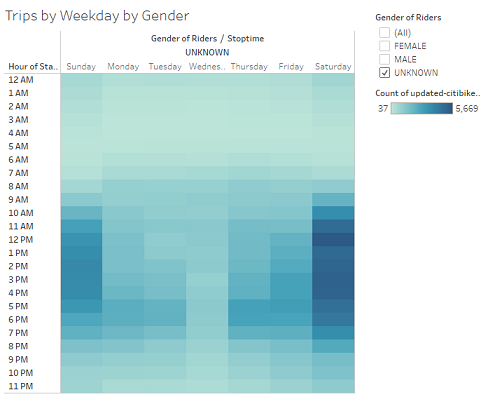 Trips by Weekday by Gender
Gender of Riders / Stoptime
UNKNOWN
Hour of Sta.. Sunday Monday Tuesday Wednes.. Thursday Friday Saturday
12 AM
1 AM
2 AM
3 AM
4 AM
5 AM
6 AM
7 AM
8 AM
9 AM
10 AM
11 AM
12 PM
1 PM
2 PM
3 PM
4 PM
5 PM
6 PM
7 PM
8 PM
9 PM
10 PM
11 PM
Gender of Riders
(All)
FEMALE
MALE
UNKNOWN
Count of updated-citibike..
37 5,669